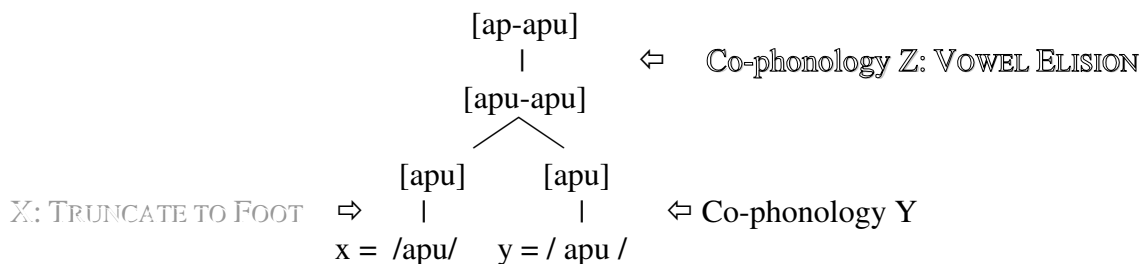 [ap-apu]
⇦ Co-phonology Z: VOWEL ELISION
[apu-apu]
[apu] [apu]
X: TRUNCATE TO FOOT ⇨ ⇦ Co-phonology Y
x = /apu/ y = / apu /